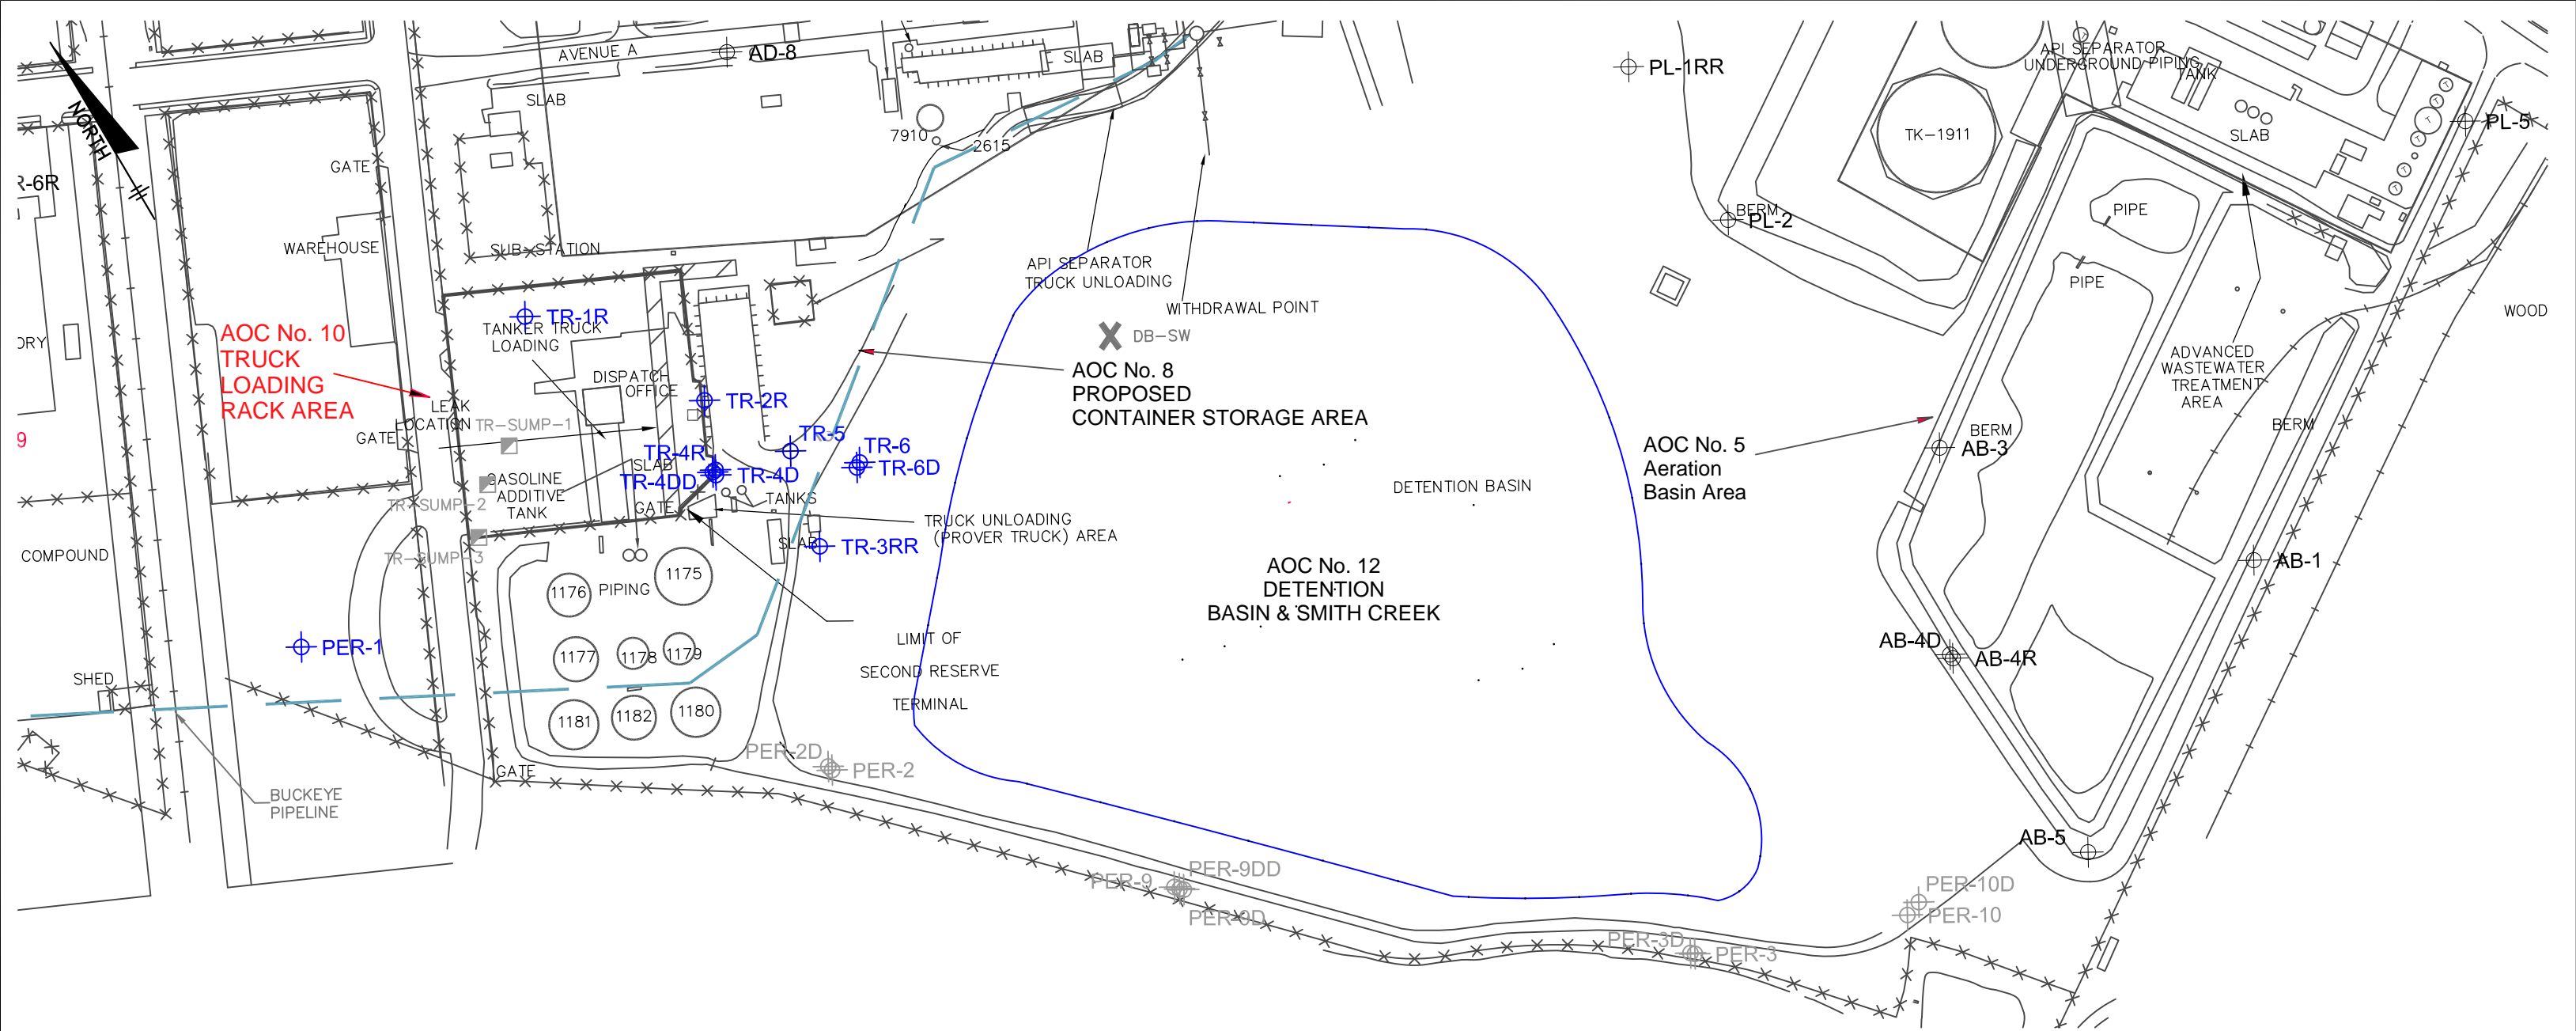 AVENUE A
AD-8
SLAB
PL-1RR
API SEPARATOR
UNDERGROUND PIPING
TANK
NORTH
SLAB
7910
2615
TK-1911
SLAB
PL-5
GATE
R-6R
PIPE
BERM
PL-2
WAREHOUSE
SUB-STATION
API SEPARATOR
TRUCK UNLOADING
PIPE
WITHDRAWAL POINT
WOOD
TR-1R
TANKER TRUCK
LOADING
DB-SW
AOC No. 10
TRUCK
LOADING
RACK AREA
ORY
ADVANCED
WASTEWATER
TREATMENT
AREA
AOC No. 8
PROPOSED
CONTAINER STORAGE AREA
DISPATCH
OFFICE
TR-2R
LEAK
LOCATION
TR-SUMP-1
GATE
9
TR-5
TR-6
TR-6D
BERM
BERM
AOC No. 5
Aeration
Basin Area
AB-3
TR-4R
SLAB
TR-4DD
TR-4D
GASOLINE
ADDITIVE
TANK
TR-SUMP-2
TANKS
GATE
DETENTION BASIN
TRUCK UNLOADING
(PROVER TRUCK) AREA
SLAB
TR-3RR
COMPOUND
TR-SUMP-3
AB-1
1175
1176
PIPING
AOC No. 12
DETENTION
BASIN & SMITH CREEK
PER-1
1177
1178
1179
LIMIT OF
SECOND RESERVE
TERMINAL
AB-4D
AB-4R
SHED
1181
1182
1180
PER-2D
PER-2
GATE
BUCKEYE
PIPELINE
AB-5
PER-9DD
PER-9
PER-9D
PER-10D
PER-10
PER-3D
PER-3